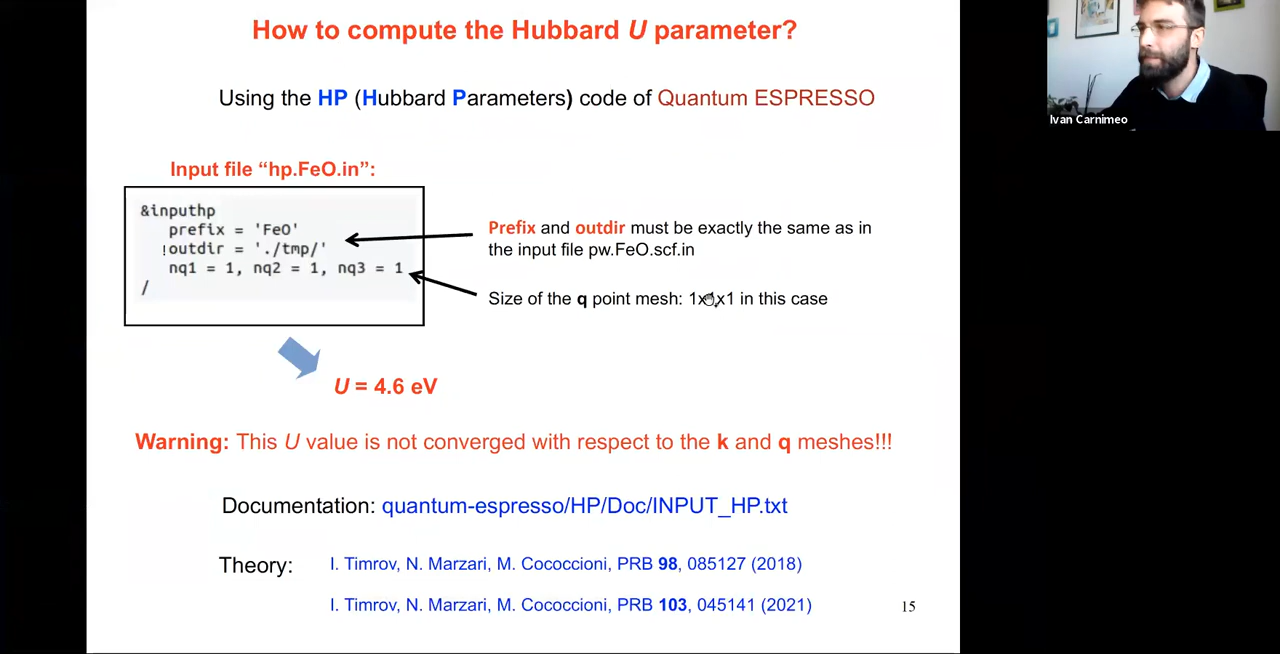 How to compute the Hubbard U parameter?
Ivan Carnimeo
Using the HP (Hubbard Parameters) code of Quantum ESPRESSO
Input file “hp.FeO.in”:
&inputhp
prefix = 'FeO'
!outdir = './tmp/'
nq1 = 1, nq2 = 1, nq3 = 1
/
Prefix and outdir must be exactly the same as in
the input file pw.FeO.scf.in
Size of the q point mesh: 1x x1 in this case
U = 4.6 eV
Warning: This U value is not converged with respect to the k and q meshes!!!
Documentation: quantum-espresso/HP/Doc/INPUT_HP.txt
Theory: I. Timrov, N. Marzari, M. Cococcioni, PRB 98, 085127 (2018)
I. Timrov, N. Marzari, M. Cococcioni, PRB 103, 045141 (2021)
15